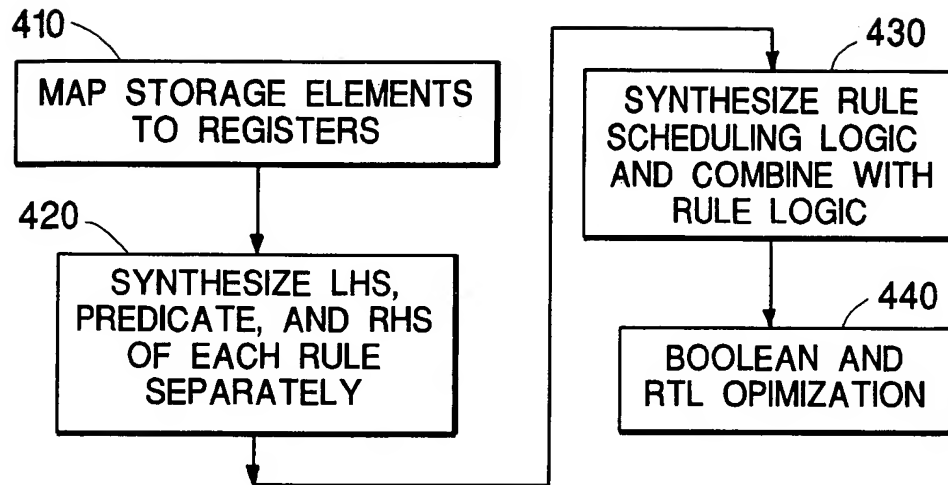 410
MAP STORAGE ELEMENTS
TO REGISTERS
420
SYNTHESIZE LHS,
PREDICATE, AND RHS
OF EACH RULE
SEPARATELY
430
SYNTHESIZE RULE
SCHEDULING LOGIC
AND COMBINE WITH
RULE LOGIC
440
BOOLEAN AND
RTL OPIMIZATION